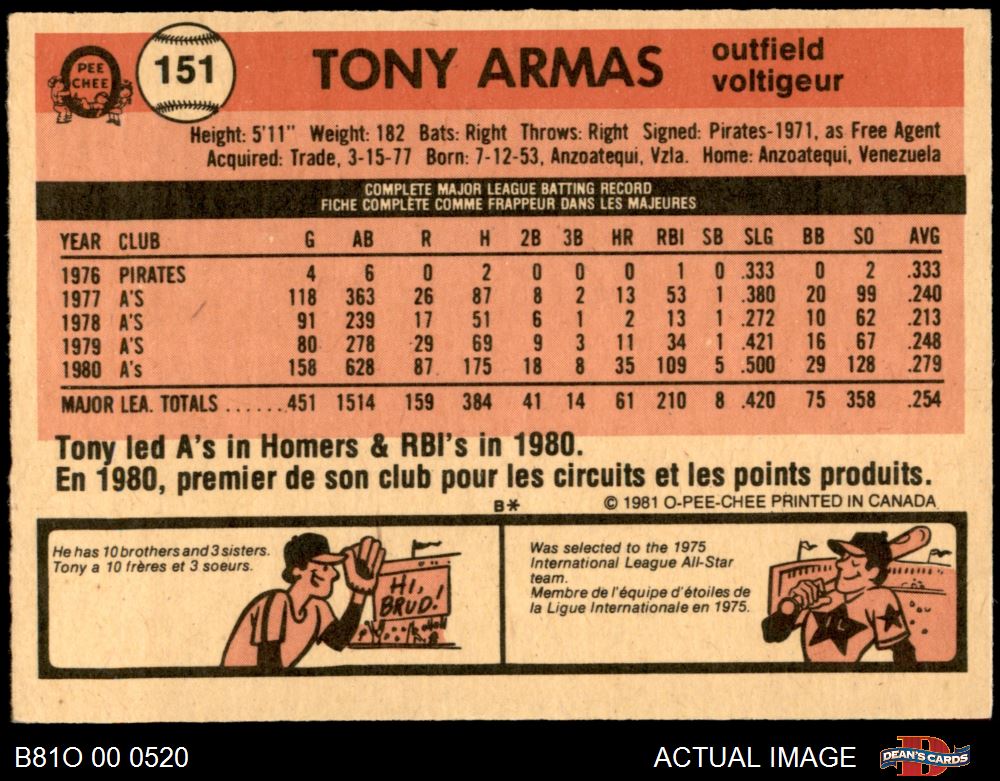 O PEE CHEE
151
TONY ARMAS
outfield
voltigeur
Height: 5'11" Weight: 182 Bats: Right Throws: Right Signed: Pirates-1971, as Free Agent
Acquired: Trade, 3-15-77 Born: 7-12-53, Anzoatequi, Vzla. Home: Anzoatequi, Venezuela
COMPLETE MAJOR LEAGUE BATTING RECORD
FICHE COMPLÈTE COMME FRAPPEUR DANS LES MAJEURES
YEAR CLUB G AB R H 2B 3B HR RBI SB SLG BB SO AVG
1976 PIRATES 4 6 0 2 0 0 0 1 0 .333 0 2 .333
1977 A'S 118 363 26 87 8 2 13 53 1 .380 20 99 .240
1978 A'S 91 239 17 51 6 1 2 13 1 .272 10 62 .213
1979 A'S 80 278 29 69 9 3 11 34 1 .421 16 67 .248
1980 A's 158 628 87 175 18 8 35 109 5 .500 29 128 .279
MAJOR LEA. TOTALS ......451 1514 159 384 41 14 61 210 8 .420 75 358 .254
Tony led A's in Homers & RBI's in 1980.
En 1980, premier de son club pour les circuits et les points produits.
B* © 1981 O-PEE-CHEE PRINTED IN CANADA
He has 10 brothers and 3 sisters.
Tony a 10 frères et 3 soeurs.
HI,
BRUD!
Was selected to the 1975
International League All-Star
team.
Membre de l'équipe d'étoiles de
la Ligue Internationale en 1975.
B81O 00 0520
ACTUAL IMAGE
DEAN'S CARDS